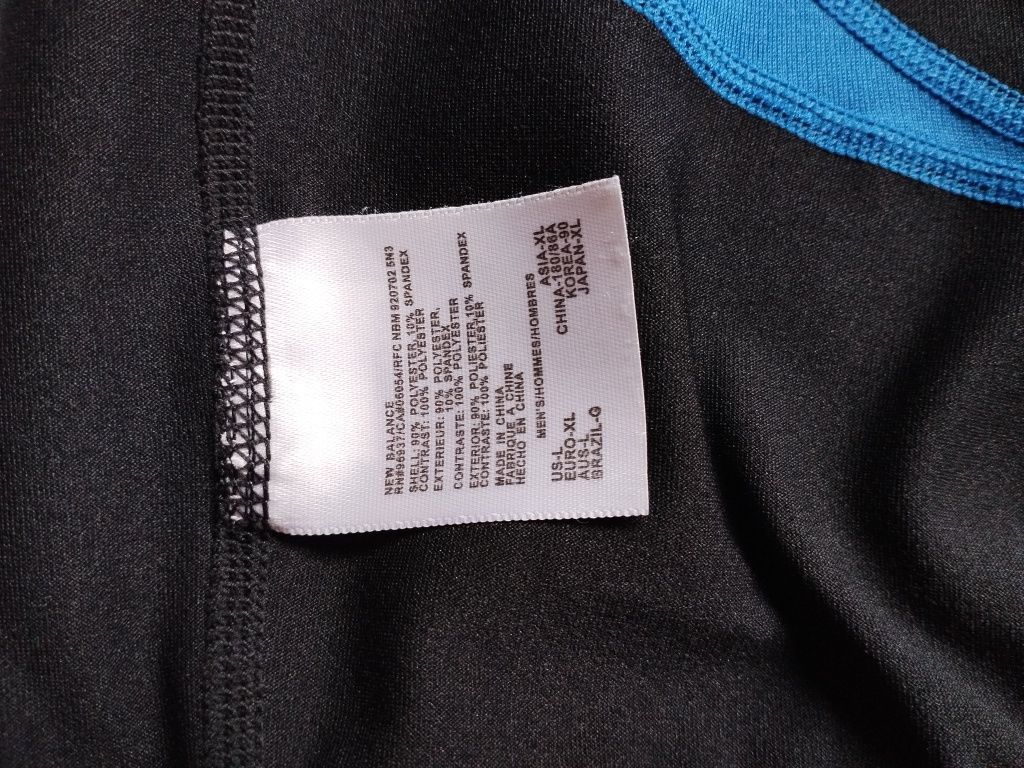 NEW BALANCE
RN#96937/CA#06054/RFC NBM 920702 5N3
SHELL: 90% POLYESTER, 10% SPANDEX
CONTRAST: 100% POLYESTER
EXTERIEUR: 90% POLYESTER,
10% SPANDEX
CONTRASTE: 100% POLYESTER
EXTERIOR: 90% POLIESTER,10% SPANDEX
CONTRASTE: 100% POLIESTER
MADE IN CHINA
FABRIQUE A CHINE
HECHO EN CHINA
MEN'S/HOMMES/HOMBRES
US-L ASIA-XL
EURO-XL CHINA-180/86A
AUS-L KOREA-90
BRAZIL-G JAPAN-XL